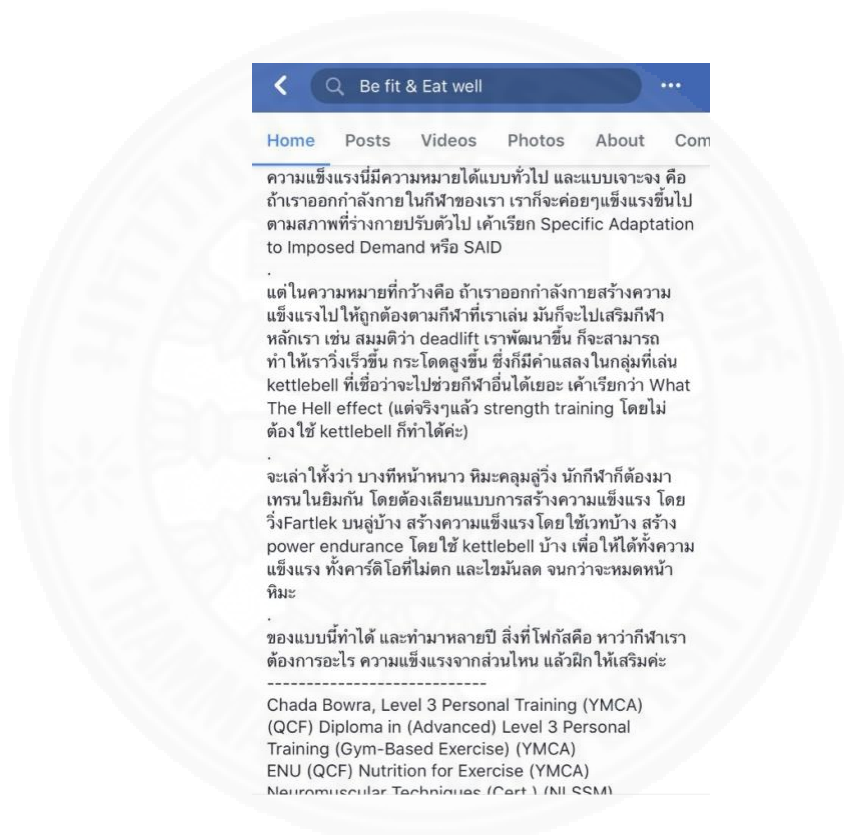 Be fit & Eat well
Home Posts Videos Photos About Com
ความแข็งแรงนี่มีความหมายได้แบบทั่วไป และแบบเจาะจง คือ
ถ้าเราออกกำลังกายในกีฬาของเรา เราก็จะค่อยๆแข็งแรงขึ้นไป
ตามสภาพที่ร่างกายปรับตัวไป เค้าเรียก Specific Adaptation
to Imposed Demand หรือ SAID
.
แต่ในความหมายที่กว้างคือ ถ้าเราออกกำลังกายสร้างความ
แข็งแรงไปให้ถูกต้องตามกีฬาที่เราเล่น มันก็จะไปเสริมกีฬา
หลักเรา เช่น สมมติว่า deadlift เราพัฒนาขึ้น ก็จะสามารถ
ทำให้เราวิ่งเร็วขึ้น กระโดดสูงขึ้น ซึ่งก็มีคำแสลงในกลุ่มที่เล่น
kettlebell ที่เชื่อว่าจะไปช่วยกีฬาอื่นได้เยอะ เค้าเรียกว่า What
The Hell effect (แต่จริงๆแล้ว strength training โดยไม่
ต้องใช้ kettlebell ก็ทำได้ค่ะ)
.
จะเล่าให้งว่า บางทีหน้าหนาว หิมะคลุมลู่วิ่ง นักกีฬาก็ต้องมา
เทรนในยิมกัน โดยต้องเลียนแบบการสร้างความแข็งแรง โดย
วิ่งFartlek บนลู่บ้าง สร้างความแข็งแรงโดยใช้เวทบ้าง สร้าง
power endurance โดยใช้ kettlebell บ้าง เพื่อให้ได้ทั้งความ
แข็งแรง ทั้งคาร์ดิโอที่ไม่ตก และไขมันลด จนกว่าจะหมดหน้า
หิมะ
.
ของแบบนี้ทำได้ และทำมาหลายปี สิ่งที่โฟกัสคือ หาว่ากีฬาเรา
ต้องการอะไร ความแข็งแรงจากส่วนไหน แล้วฝึกให้เสริมค่ะ
----------------------------
Chada Bowra, Level 3 Personal Training (YMCA)
(QCF) Diploma in (Advanced) Level 3 Personal
Training (Gym-Based Exercise) (YMCA)
ENU (QCF) Nutrition for Exercise (YMCA)
Neuromuscular Techniques (Cert.) (NLSSM)